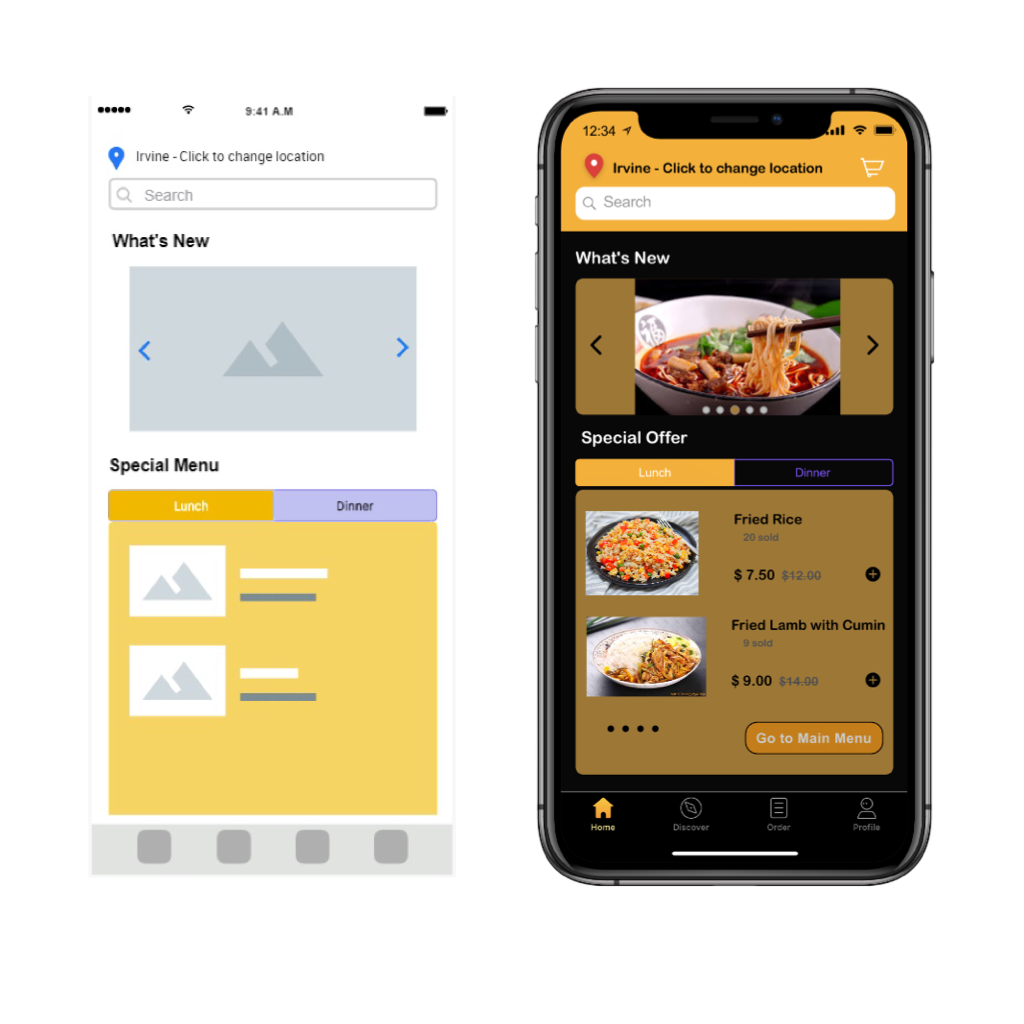 9:41 A.M
Irvine - Click to change location
Search
What's New
Special Menu
Lunch
Dinner
12:34
Irvine - Click to change location
Search
What's New
Special Offer
Lunch
Dinner
Fried Rice
20 sold
$ 7.50 $12.00
Fried Lamb with Cumin
9 sold
$ 9.00 $14.00
Go to Main Menu
Home
Discover
Order
Profile